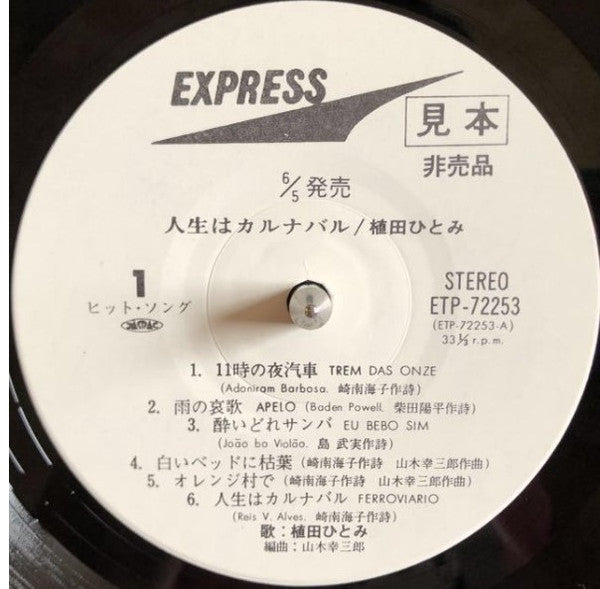 EXPRESS
見本
非売品
6/5 発売
人生はカルナバル/植田ひとみ
1
ヒット・ソング
JASRAC
STEREO
ETP-72253
(ETP-72253-A)
33⅓ r.p.m.
1. 11時の夜汽車 TREM DAS ONZE
(Adoniram Barbosa. 崎南海子作詩)
2. 雨の哀歌 APELO (Baden Powell. 柴田陽平作詩)
3. 酔いどれサンバ EU BEBO SIM
(João bo Violão. 島 武実作詩)
4. 白いベッドに枯葉 (崎南海子作詩 山木幸三郎作曲)
5. オレンジ村で (崎南海子作詩 山木幸三郎作曲)
6. 人生はカルナバル FERROVIARIO
(Reis V. Alves. 崎南海子作詩)
歌:植田ひとみ
編曲:山木幸三郎